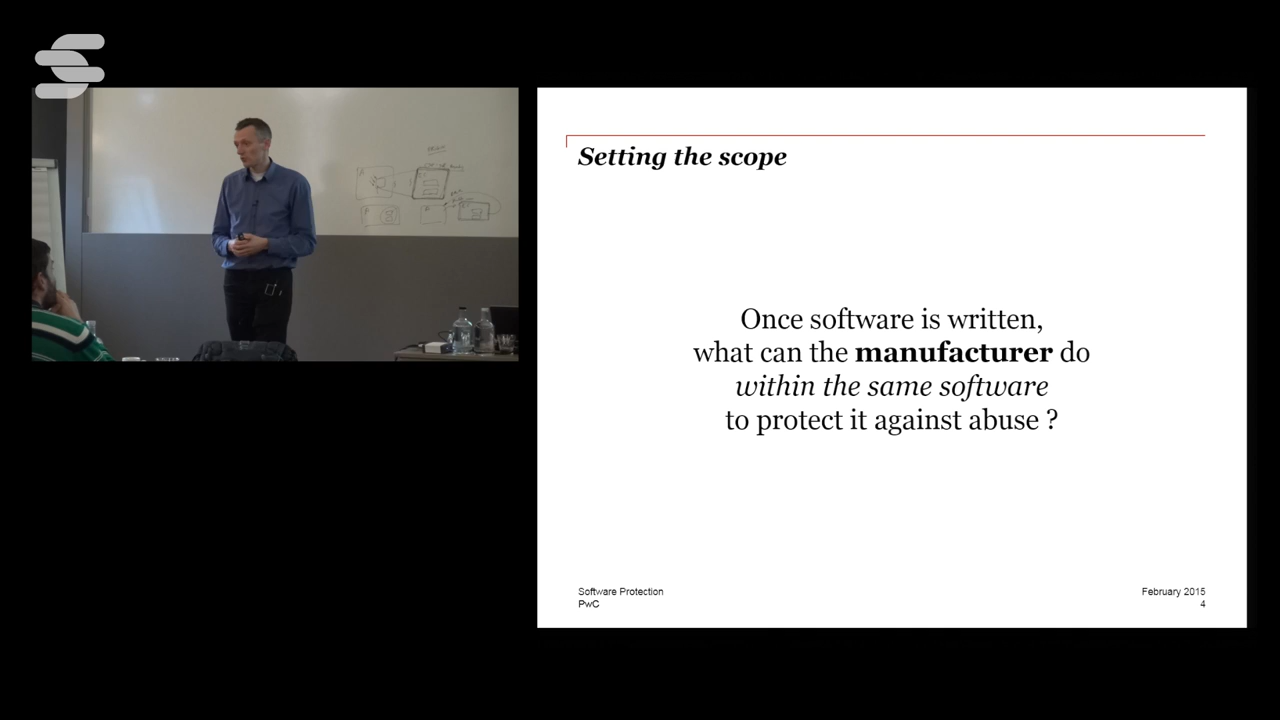 Setting the scope
Once software is written,
what can the manufacturer do
within the same software
to protect it against abuse ?
Software Protection
PwC
February 2015
4